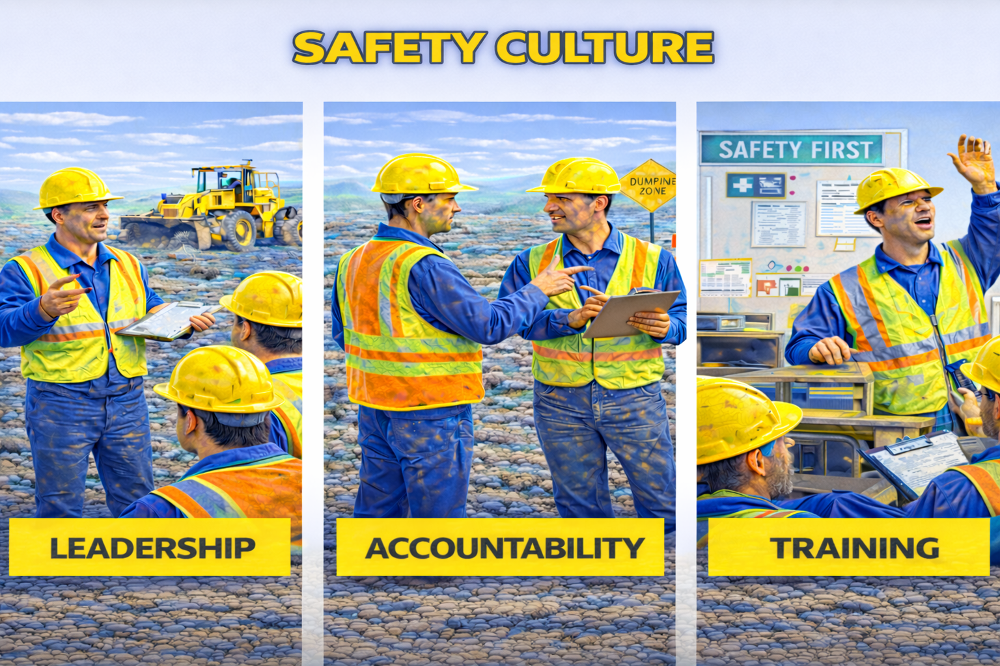 SAFETY CULTURE
DUMPINE
ZONE
SAFETY FIRST
LEADERSHIP
ACCOUNTABILITY
TRAINING